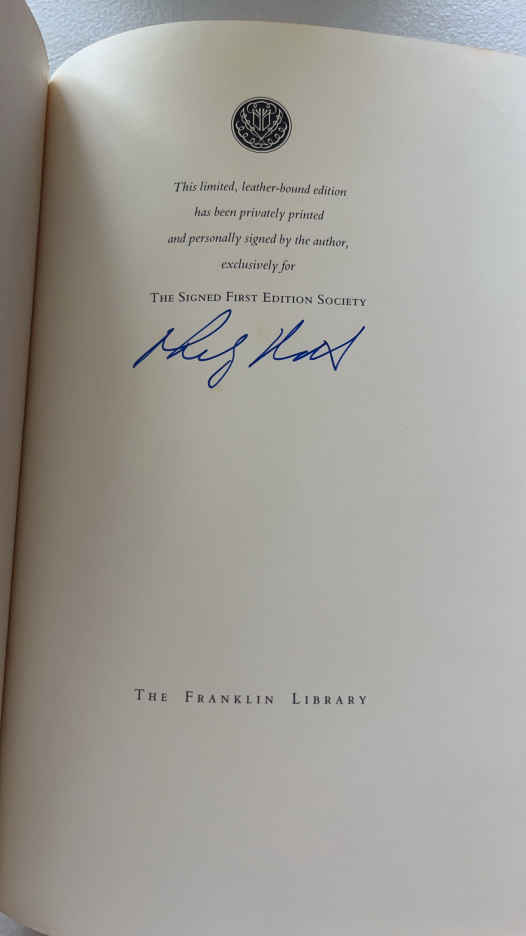 This limited, leather-bound edition
has been privately printed
and personally signed by the author,
exclusively for
THE SIGNED FIRST EDITION SOCIETY
THE FRANKLIN LIBRARY